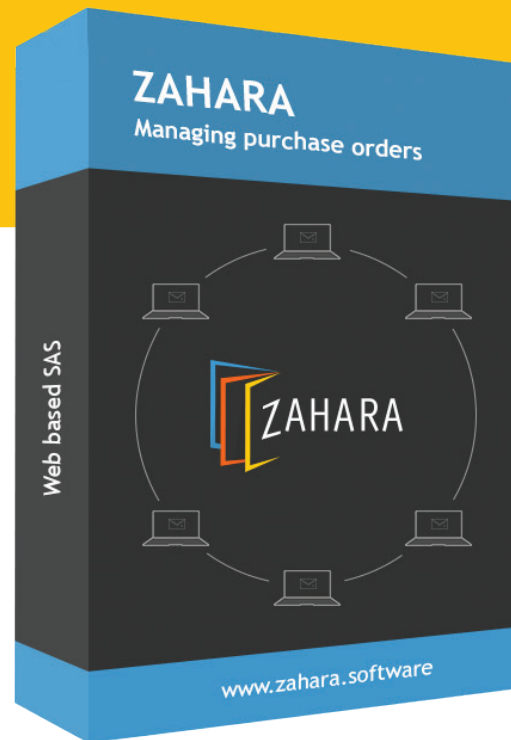 ZAHARA
Managing purchase orders
Web based SAS
ZAHARA
www.zahara.software